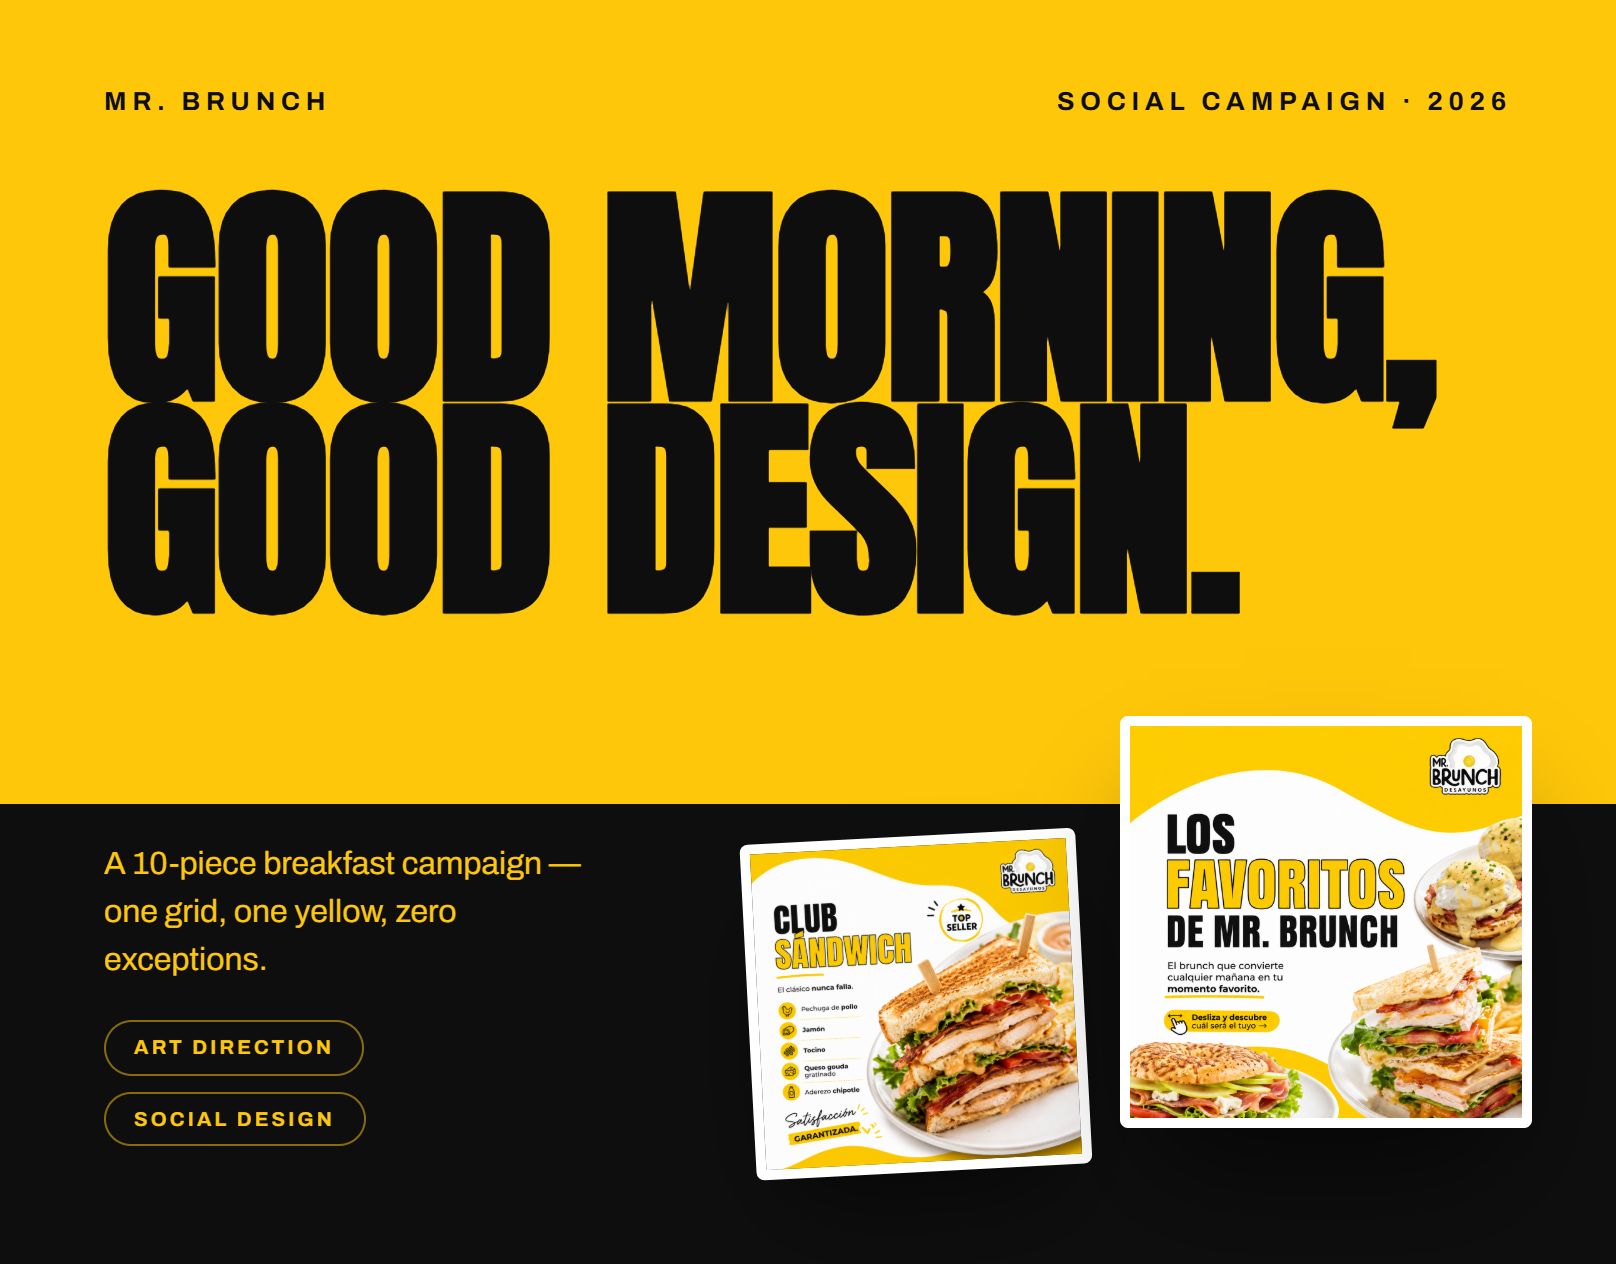 MR. BRUNCH
SOCIAL CAMPAIGN · 2026
GOOD MORNING,
GOOD DESIGN.
A 10-piece breakfast campaign —
one grid, one yellow, zero
exceptions.
ART DIRECTION
SOCIAL DESIGN
MR.
BRUNCH
DESAYUNOS
CLUB
SÁNDWICH
TOP
SELLER
El clásico nunca falla.
Pechuga de pollo
Jamón
Tocino
Queso gouda
gratinado
Aderezo chipotle
Satisfacción
GARANTIZADA.
MR.
BRUNCH
DESAYUNOS
LOS
FAVORITOS
DE MR. BRUNCH
El brunch que convierte
cualquier mañana en tu
momento favorito.
Desliza y descubre
cuál será el tuyo →